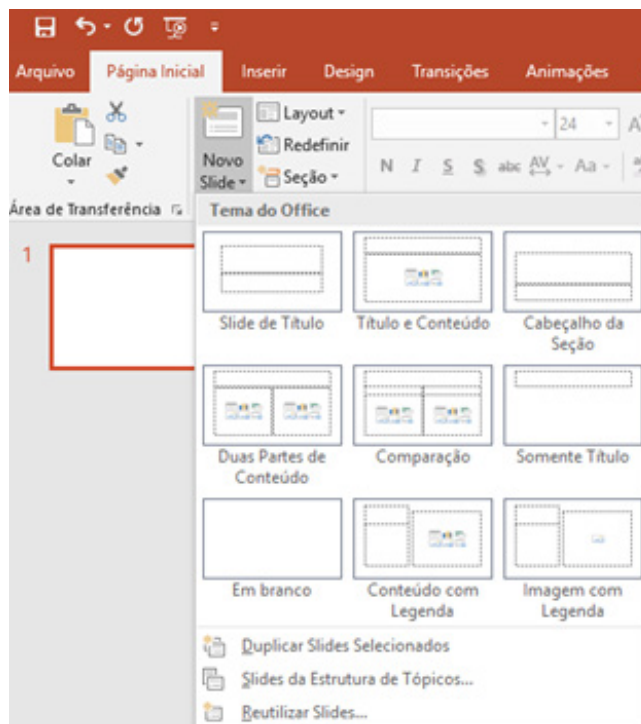 Arquivo Página Inicial Inserir Design Transições Animações
Colar
Novo Slide
Layout
Redefinir
Seção
24
N I S S abc AV Aa
Área de Transferência
Tema do Office
1
Slide de Título
Título e Conteúdo
Cabeçalho da
Seção
Duas Partes de
Conteúdo
Comparação
Somente Título
Em branco
Conteúdo com
Legenda
Imagem com
Legenda
Duplicar Slides Selecionados
Slides da Estrutura de Tópicos...
Reutilizar Slides...